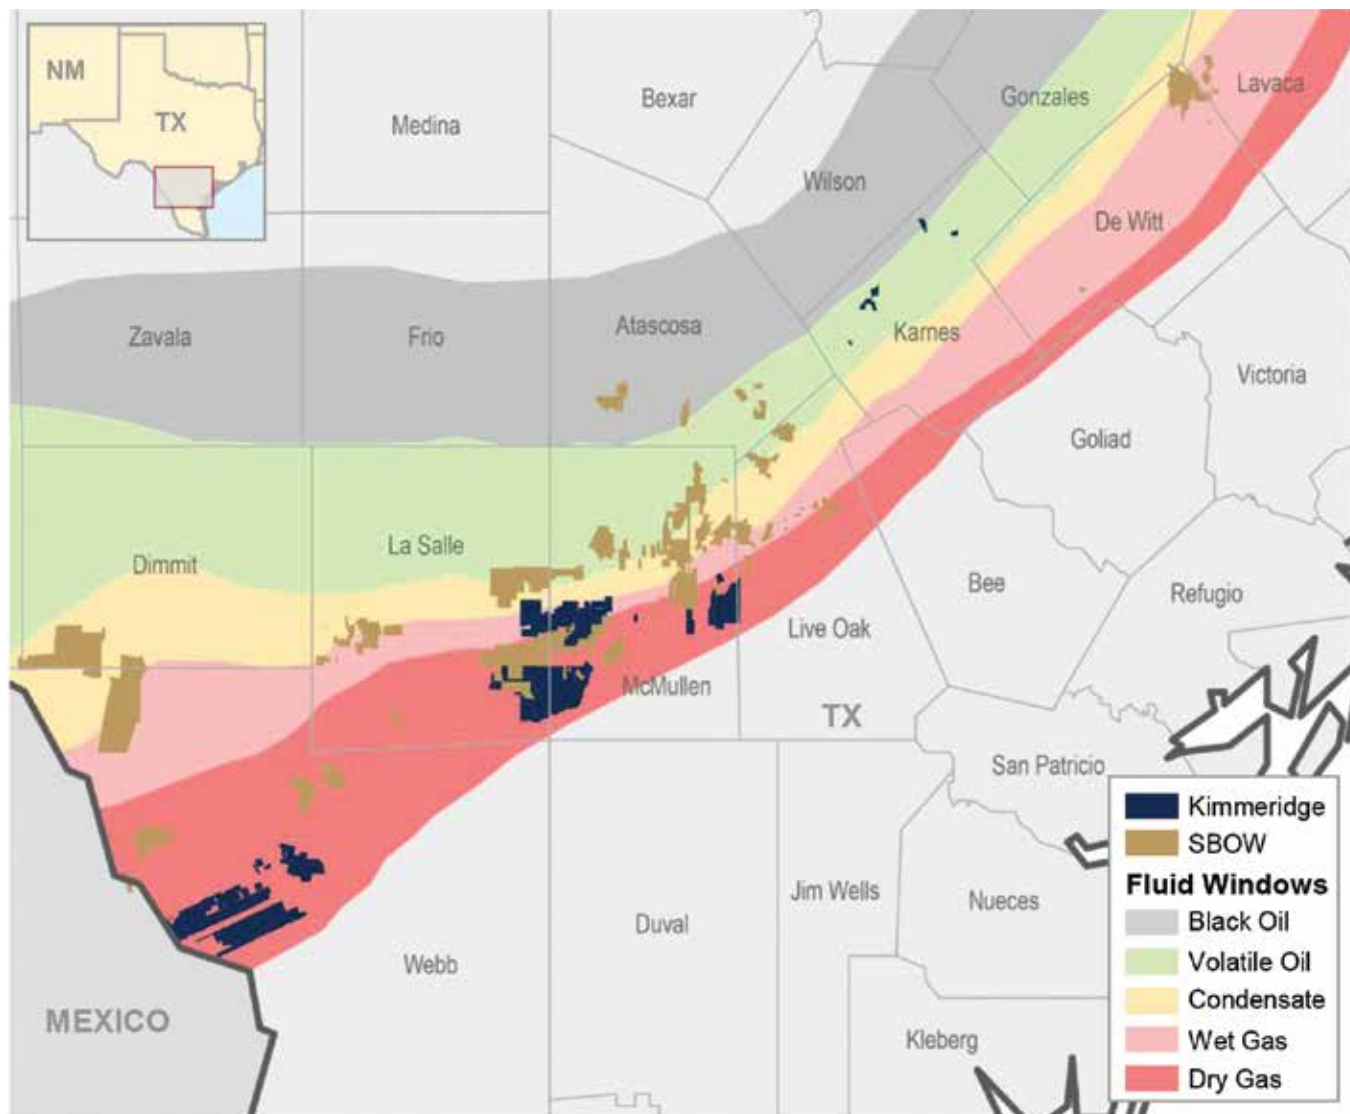 NM
TX
Bexar
Medina
Gonzales
Lavaca
Wilson
De Witt
Zavala
Frio
Atascosa
Karnes
Victoria
Goliad
Dimmit
La Salle
Bee
Refugio
Live Oak
McMullen
TX
San Patricio
Jim Wells
Nueces
Duval
Webb
MEXICO
Kleberg
Kimmeridge
SBOW
Fluid Windows
Black Oil
Volatile Oil
Condensate
Wet Gas
Dry Gas